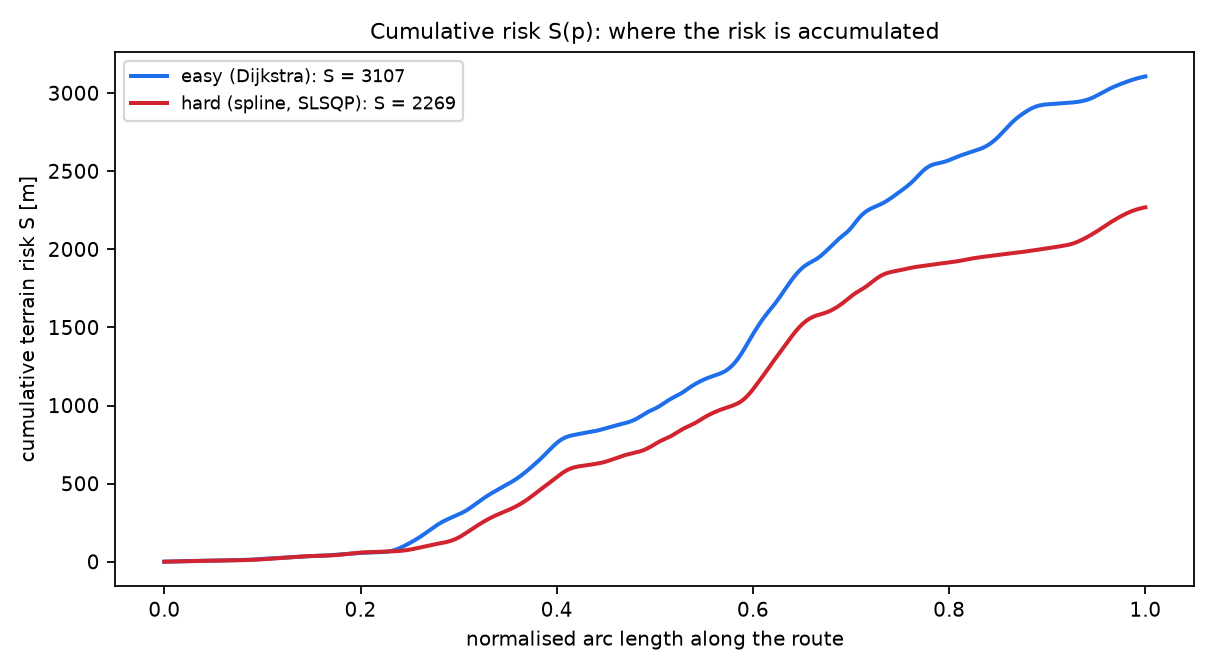 Cumulative risk S(p): where the risk is accumulated
easy (Dijkstra): S = 3107
hard (spline, SLSQP): S = 2269
cumulative terrain risk S [m]
3000
2500
2000
1500
1000
500
0
0.0 0.2 0.4 0.6 0.8 1.0
normalised arc length along the route